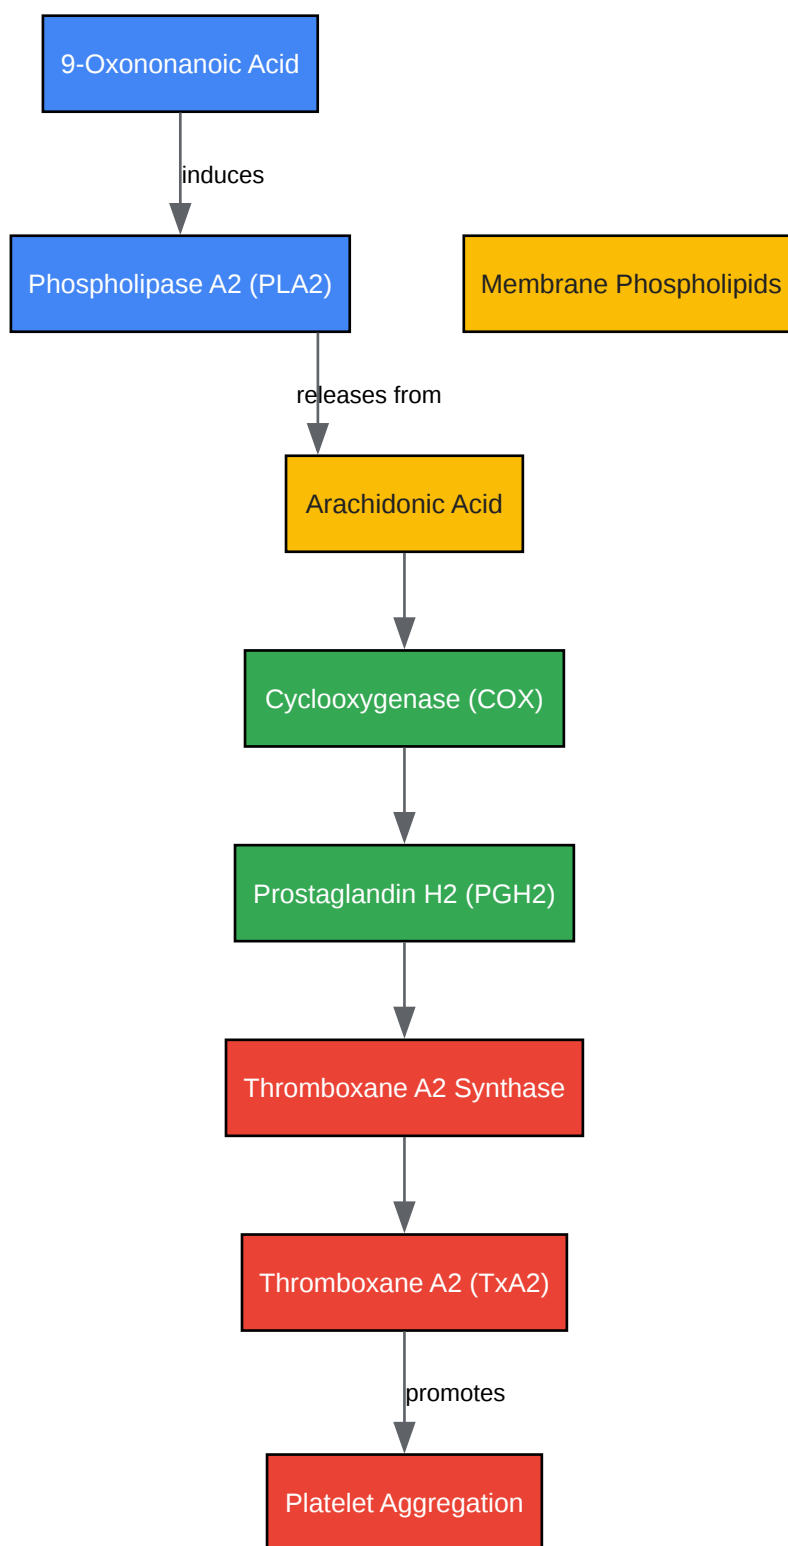 9-Oxononanoic Acid
induces
Phospholipase A2 (PLA2)
Membrane Phospholipids
releases from
Arachidonic Acid
Cyclooxygenase (COX)
Prostaglandin H2 (PGH2)
Thromboxane A2 Synthase
Thromboxane A2 (TxA2)
promotes
Platelet Aggregation